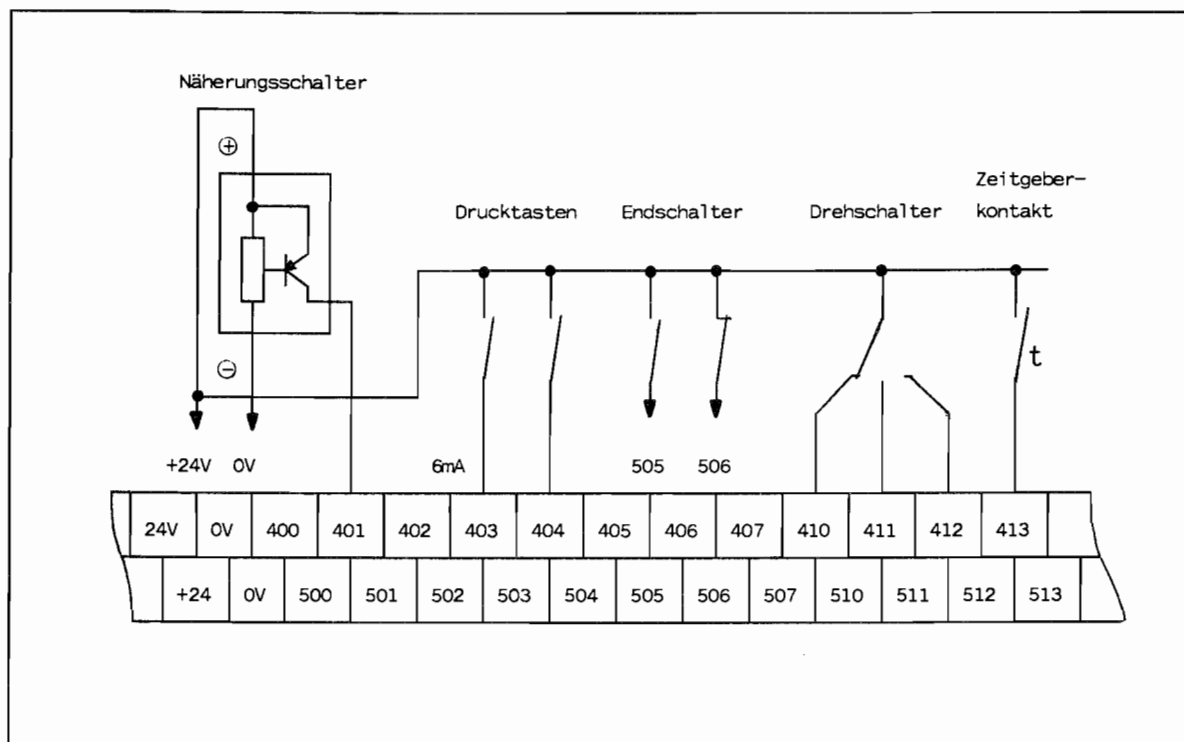 Näherungsschalter
⊕
Zeitgeber-
kontakt
Drucktasten Endschalter Drehschalter
t
⊖
+24V 0V 6mA 505 506
24V 0V 400 401 402 403 404 405 406 407 410 411 412 413
+24 0V 500 501 502 503 504 505 506 507 510 511 512 513